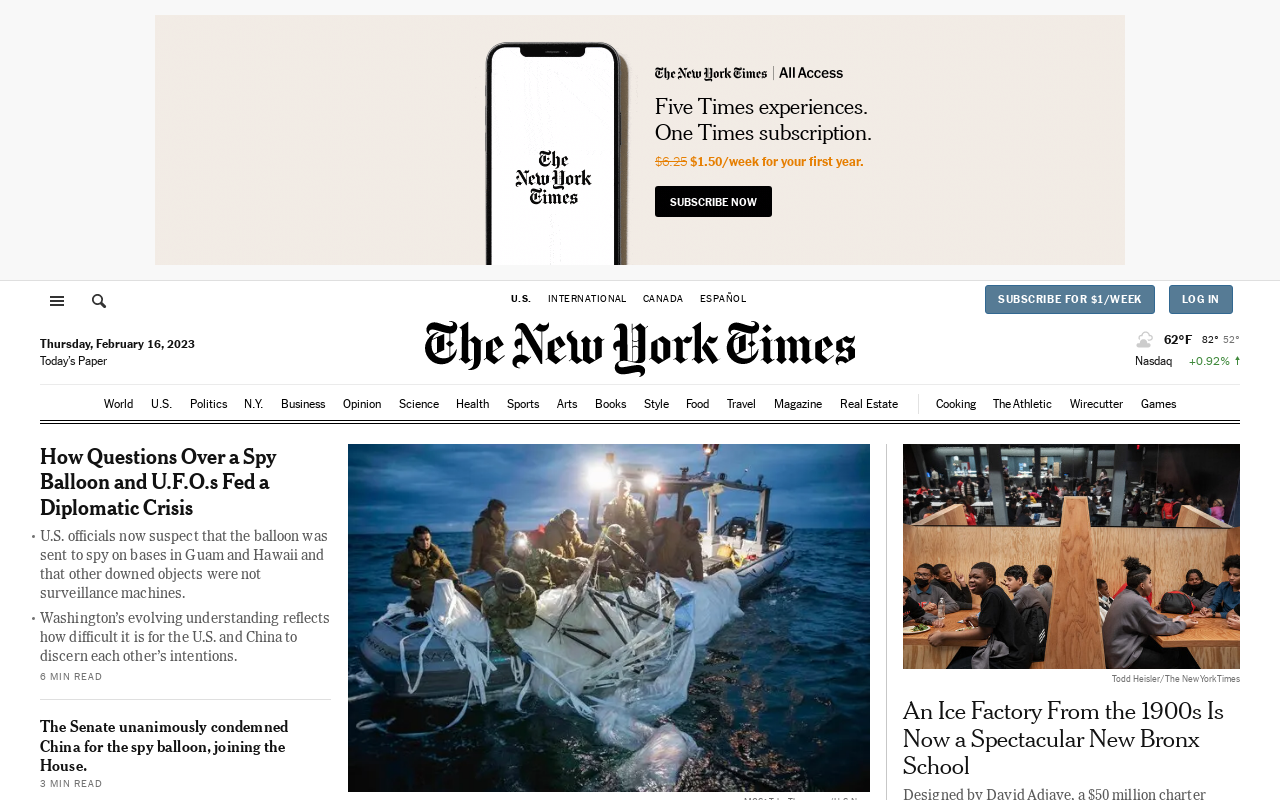 The New York Times | All Access
Five Times experiences.
One Times subscription.
$6.25 $1.50/week for your first year.
SUBSCRIBE NOW
The
New York
Times
U.S. INTERNATIONAL CANADA ESPAÑOL
SUBSCRIBE FOR $1/WEEK LOG IN
The New York Times
Thursday, February 16, 2023
Today's Paper
62°F 82° 52°
Nasdaq +0.92% ↑
World U.S. Politics N.Y. Business Opinion Science Health Sports Arts Books Style Food Travel Magazine Real Estate Cooking The Athletic Wirecutter Games
How Questions Over a Spy
Balloon and U.F.O.s Fed a
Diplomatic Crisis
• U.S. officials now suspect that the balloon was
sent to spy on bases in Guam and Hawaii and
that other downed objects were not
surveillance machines.
• Washington’s evolving understanding reflects
how difficult it is for the U.S. and China to
discern each other’s intentions.
6 MIN READ
The Senate unanimously condemned
China for the spy balloon, joining the
House.
3 MIN READ
Todd Heisler/The New York Times
An Ice Factory From the 1900s Is
Now a Spectacular New Bronx
School
Designed by David Adjaye, a $50 million charter